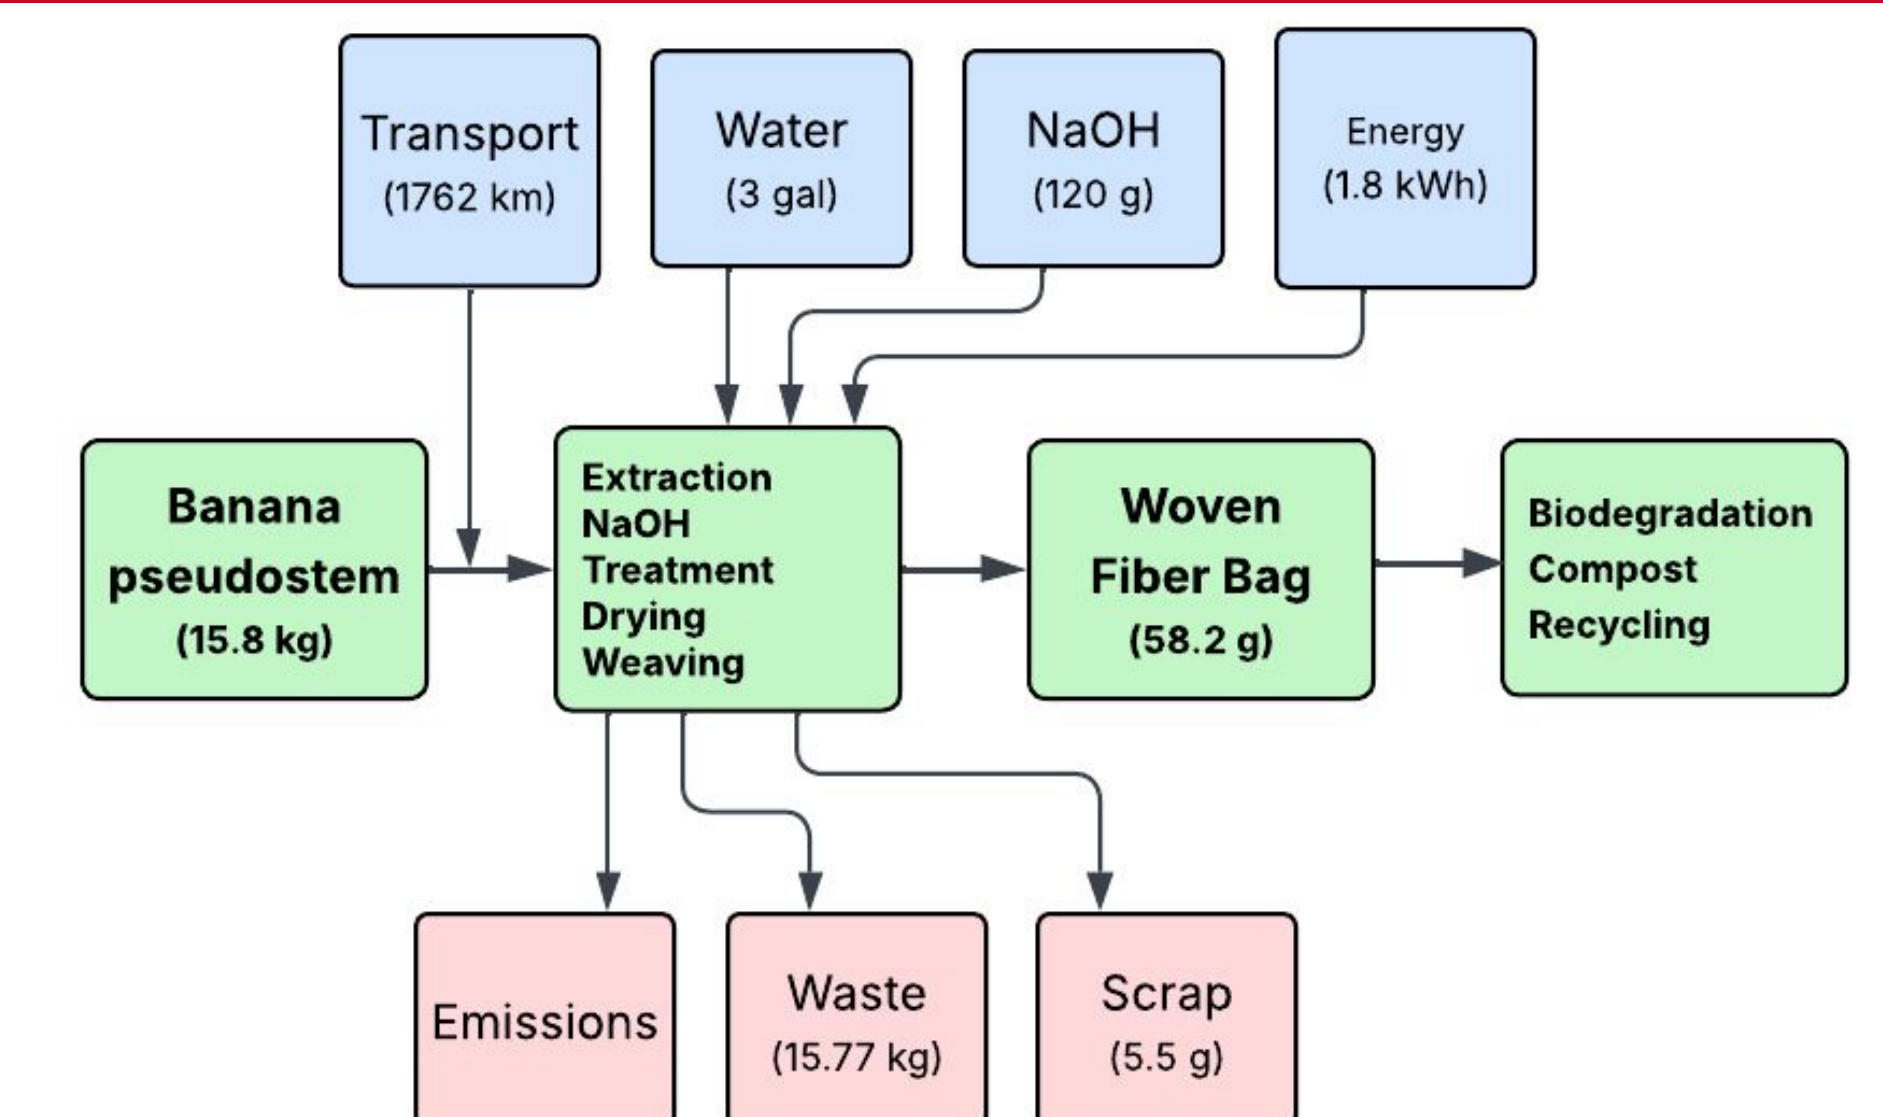 Transport
(1762 km)
Water
(3 gal)
NaOH
(120 g)
Energy
(1.8 kWh)
Banana
pseudostem
(15.8 kg)
Extraction
NaOH
Treatment
Drying
Weaving
Woven
Fiber Bag
(58.2 g)
Biodegradation
Compost
Recycling
Emissions
Waste
(15.77 kg)
Scrap
(5.5 g)